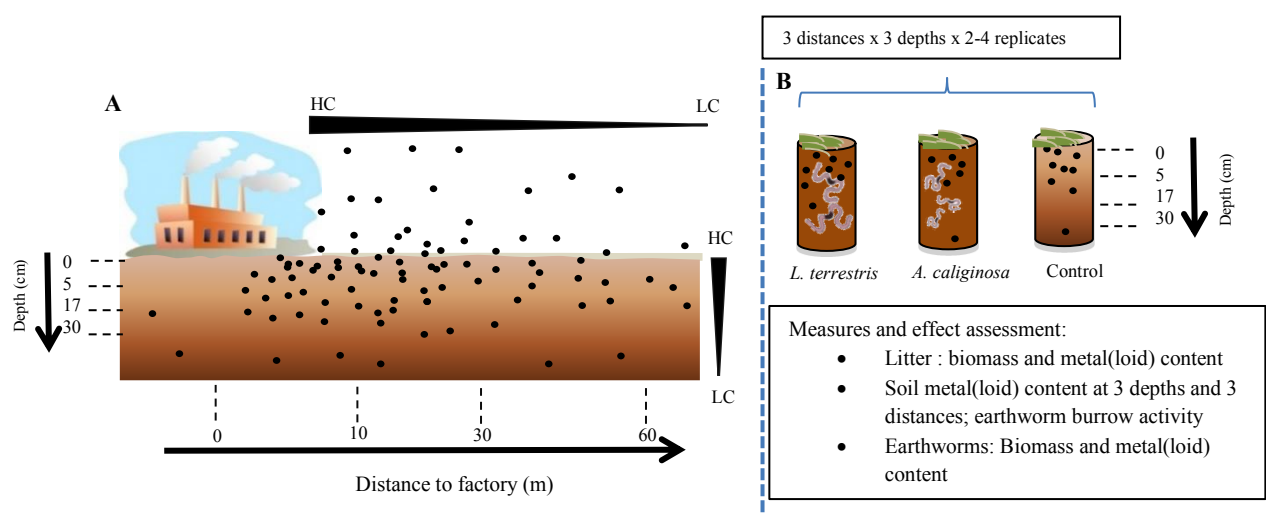 A
HC
LC
0
5
17
30
Depth (cm)
HC
LC
0
10
30
60
Distance to factory (m)
3 distances x 3 depths x 2-4 replicates
B
0
5
17
30
Depth (cm)
L. terrestris
A. caliginosa
Control
Measures and effect assessment:
● Litter : biomass and metal(loid) content
● Soil metal(loid) content at 3 depths and 3
distances; earthworm burrow activity
● Earthworms: Biomass and metal(loid)
content